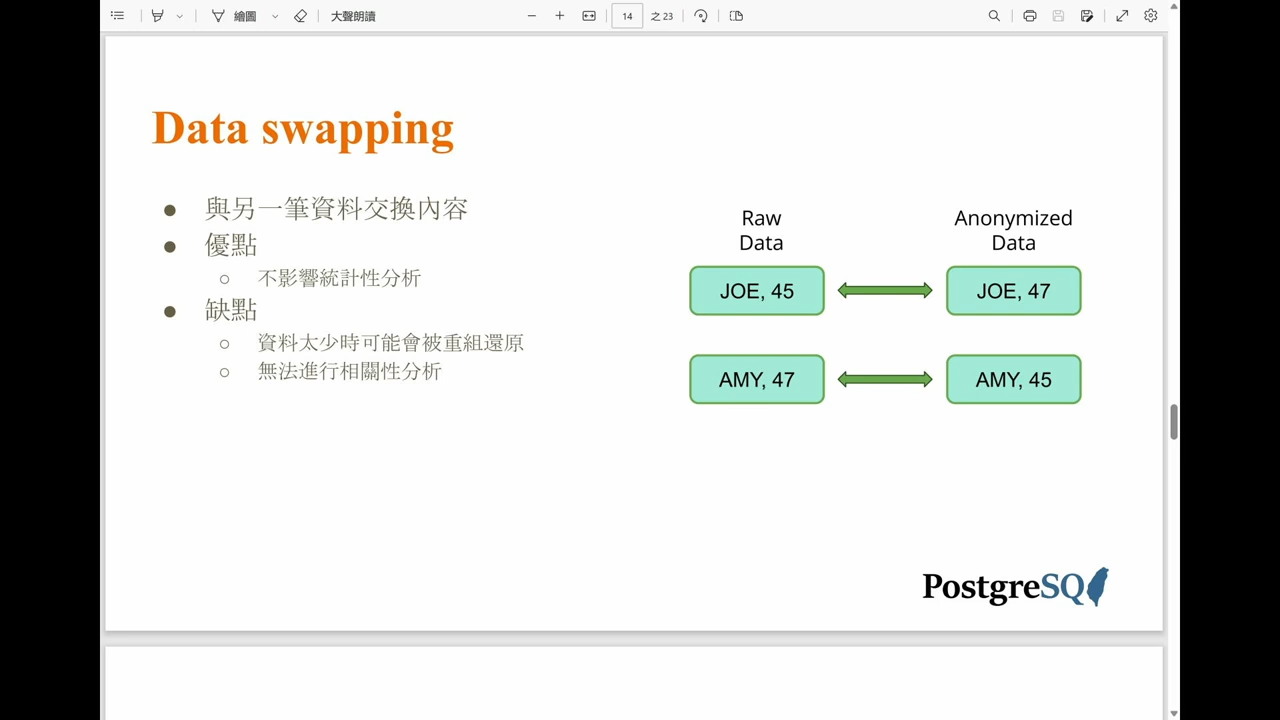 繪圖
大聲朗讀
14
之 23
Data swapping
與另一筆資料交換內容
優點
不影響統計性分析
缺點
資料太少時可能會被重組還原
無法進行相關性分析
Raw
Data
Anonymized
Data
JOE, 45
JOE, 47
AMY, 47
AMY, 45
PostgreSQ